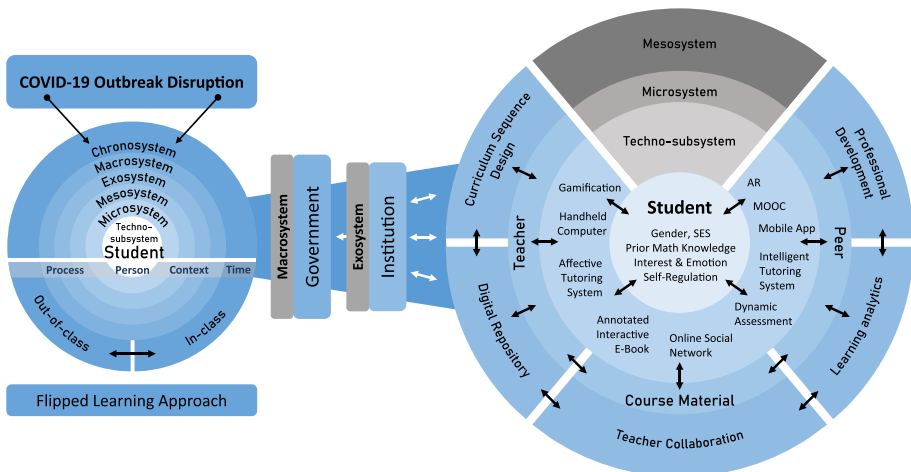 COVID-19 Outbreak Disruption
Chronosystem
Macrosystem
Exosystem
Mesosystem
Microsystem
Techno-
subsystem
Student
Process Person Context Time
Out-of-class
In-class
Flipped Learning Approach
Macrosystem
Government
Exosystem
Institution
Mesosystem
Microsystem
Techno-subsystem
Curriculum Sequence
Design
Professional
Development
Teacher
Peer
Digital Repository
Learning analytics
Gamification
Handheld
Computer
Affective
Tutoring
System
Annotated
Interactive
E-Book
Online Social
Network
Dynamic
Assessment
Intelligent
Tutoring
System
Mobile App
MOOC
AR
Student
Gender, SES
Prior Math Knowledge
Interest & Emotion
Self-Regulation
Course Material
Teacher Collaboration